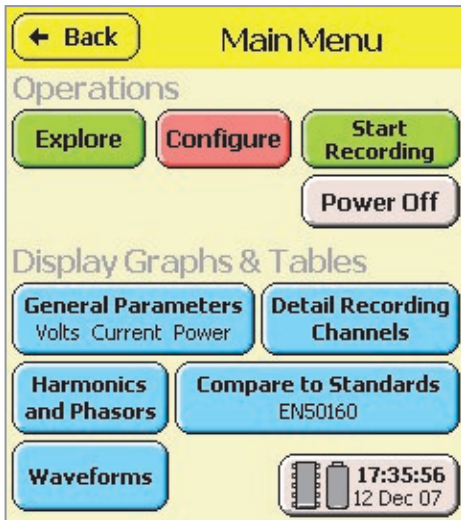 Back
Main Menu
Operations
Explore
Configure
Start
Recording
Power Off
Display Graphs & Tables
General Parameters
Volts Current Power
Detail Recording
Channels
Harmonics
and Phasors
Compare to Standards
EN50160
Waveforms
17:35:56
12 Dec 07